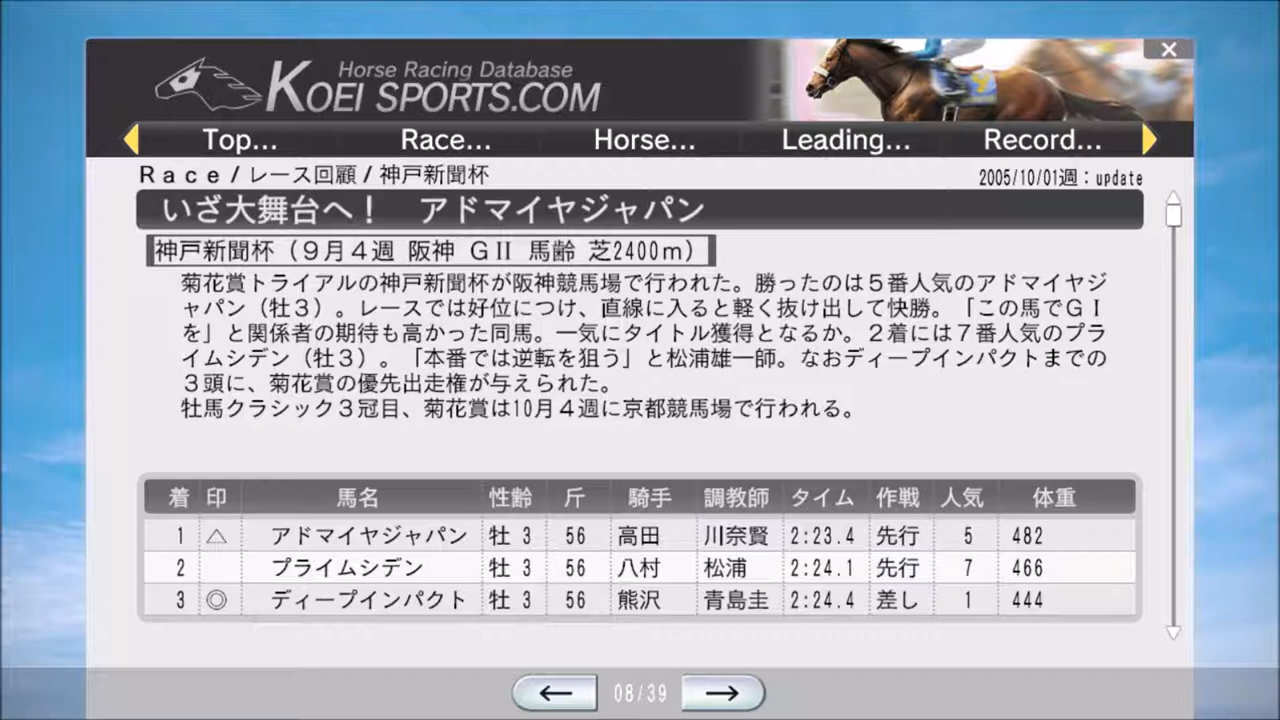 Horse Racing Database
KOEI SPORTS.COM
Top... Race... Horse... Leading... Record...
Race/レース回顧/神戸新聞杯 2005/10/01週：update
いざ大舞台へ！　アドマイヤジャパン
神戸新聞杯（９月４週 阪神 ＧⅡ 馬齢 芝2400ｍ）
菊花賞トライアルの神戸新聞杯が阪神競馬場で行われた。勝ったのは５番人気のアドマイヤジ
ャパン（牡３）。レースでは好位につけ、直線に入ると軽く抜け出して快勝。「この馬でＧⅠ
を」と関係者の期待も高かった同馬。一気にタイトル獲得となるか。２着には７番人気のプラ
イムシデン（牡３）。「本番では逆転を狙う」と松浦雄一師。なおディープインパクトまでの
３頭に、菊花賞の優先出走権が与えられた。
牡馬クラシック３冠目、菊花賞は10月４週に京都競馬場で行われる。
着 印 馬名 性齢 斤 騎手 調教師 タイム 作戦 人気 体重
1 △ アドマイヤジャパン 牡 3 56 高田 川奈賢 2:23.4 先行 5 482
2 プライムシデン 牡 3 56 八村 松浦 2:24.1 先行 7 466
3 ◎ ディープインパクト 牡 3 56 熊沢 青島圭 2:24.4 差し 1 444
← 08/39 →